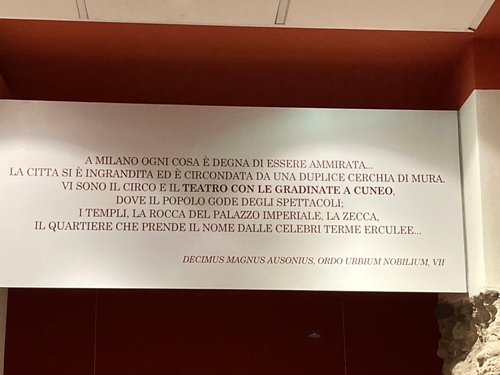 A MILANO OGNI COSA È DEGNA DI ESSERE AMMIRATA...
LA CITTA SI È INGRANDITA ED È CIRCONDATA DA UNA DUPLICE CERCHIA DI MURA.
VI SONO IL CIRCO E IL TEATRO CON LE GRADINATE A CUNEO,
DOVE IL POPOLO GODE DEGLI SPETTACOLI;
I TEMPLI, LA ROCCA DEL PALAZZO IMPERIALE, LA ZECCA,
IL QUARTIERE CHE PRENDE IL NOME DALLE CELEBRI TERME ERCULEE...
DECIMUS MAGNUS AUSONIUS, ORDO URBIUM NOBILIUM, VII